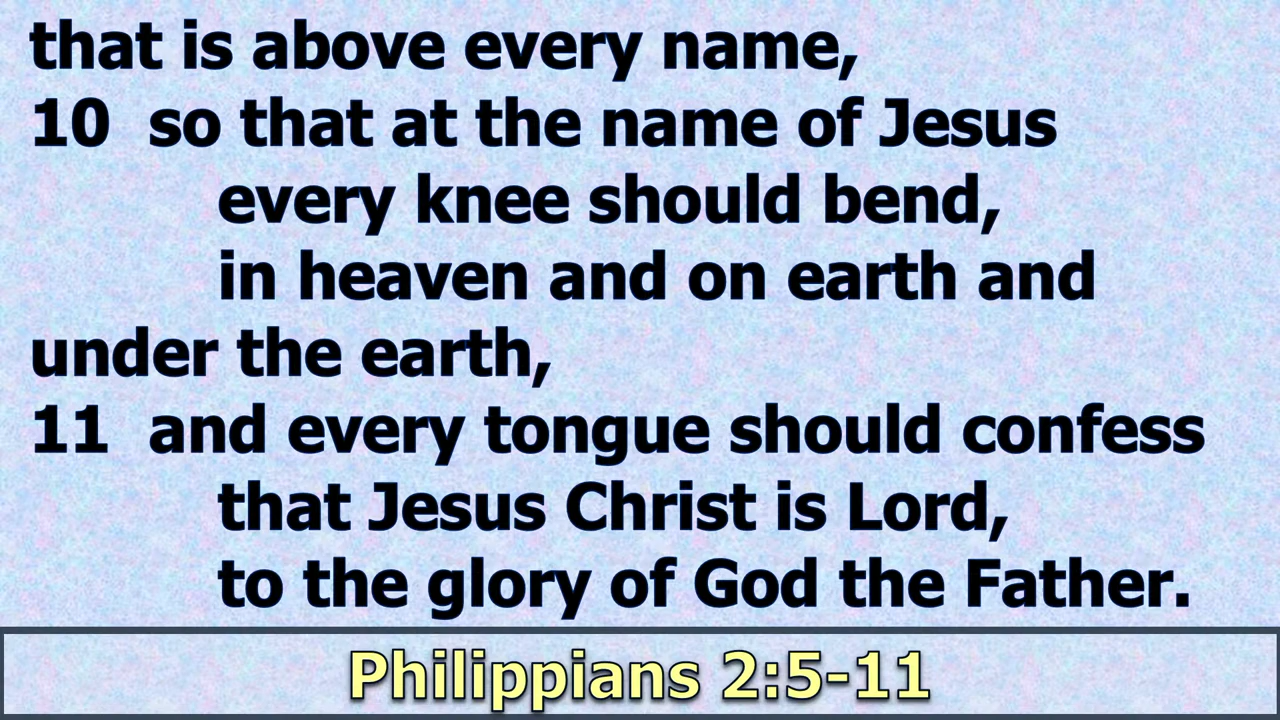 that is above every name,
10  so that at the name of Jesus
every knee should bend,
in heaven and on earth and
under the earth,
11  and every tongue should confess
that Jesus Christ is Lord,
to the glory of God the Father.
Philippians 2:5-11